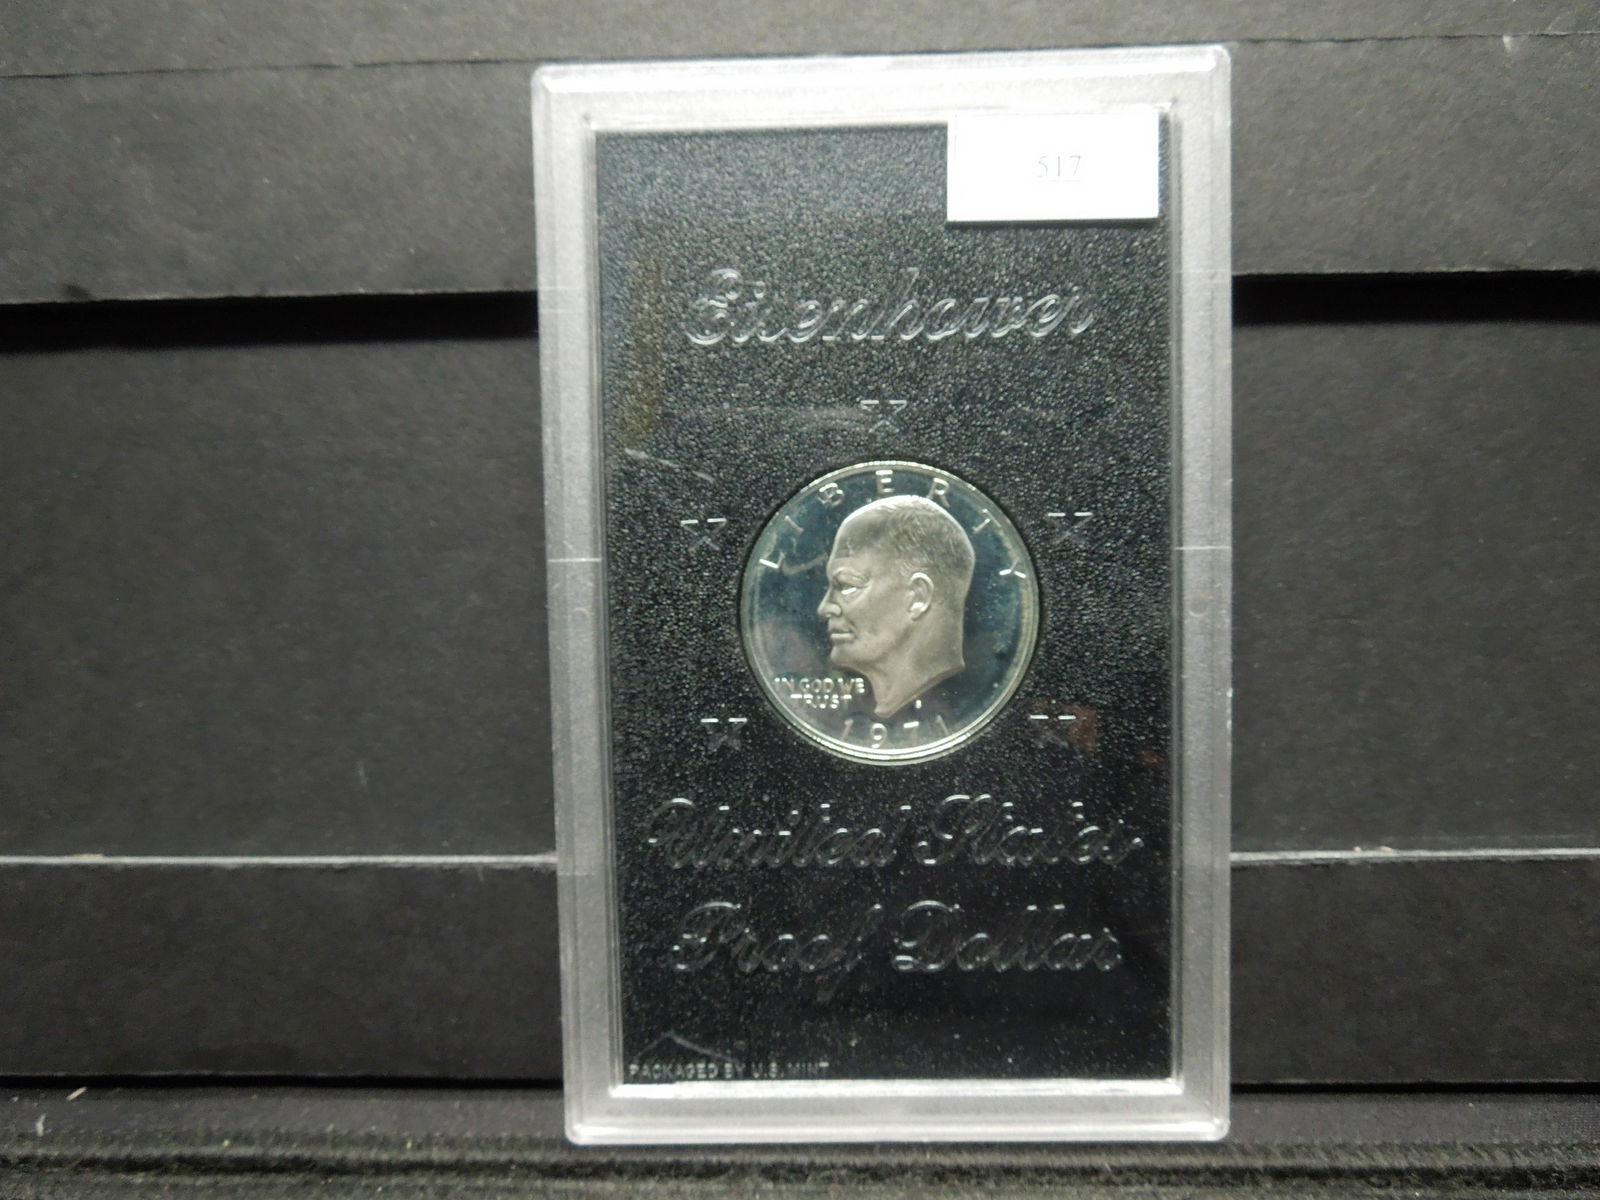 517
Eisenhower
LIBERTY
IN GOD WE
TRUST
1971
United States
Proof Dollar
PACKAGED BY U.S. MINT